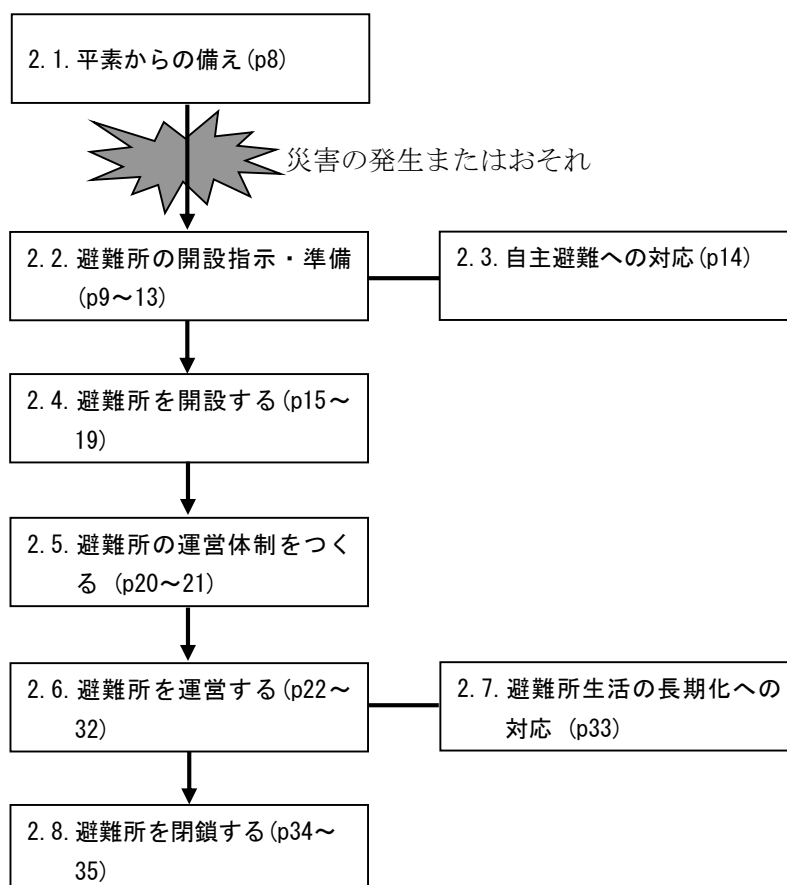 2.1.平素からの備え(p8)
災害の発生またはおそれ
2.2.避難所の開設指示・準備
(p9～13)
2.3.自主避難への対応(p14)
2.4.避難所を開設する(p15～
19)
2.5.避難所の運営体制をつく
る (p20～21)
2.6.避難所を運営する(p22～
32)
2.7.避難所生活の長期化への
対応 (p33)
2.8.避難所を閉鎖する(p34～
35)